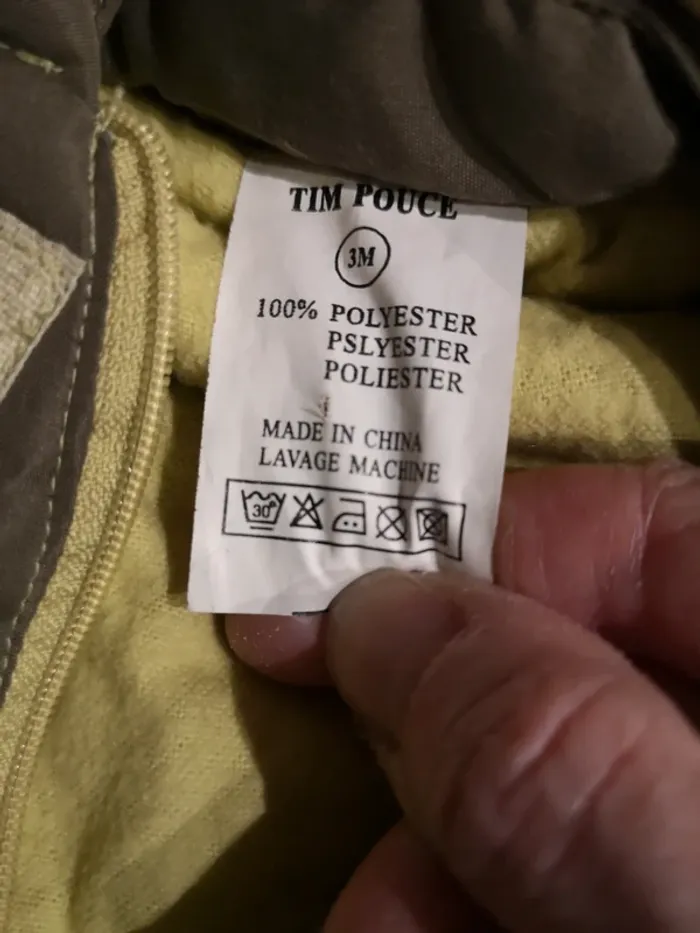 TIM POUCE
3M
100% POLYESTER
PSLYESTER
POLIESTER
MADE IN CHINA
LAVAGE MACHINE
30°